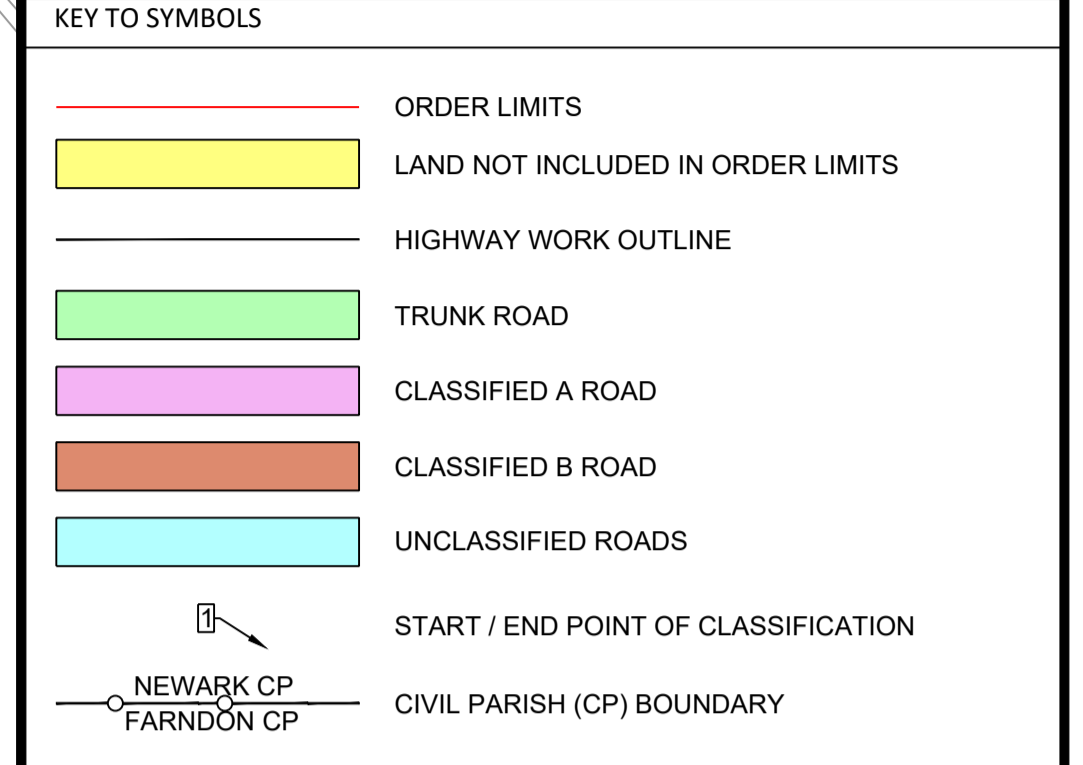 KEY TO SYMBOLS
ORDER LIMITS
LAND NOT INCLUDED IN ORDER LIMITS
HIGHWAY WORK OUTLINE
TRUNK ROAD
CLASSIFIED A ROAD
CLASSIFIED B ROAD
UNCLASSIFIED ROADS
1
START / END POINT OF CLASSIFICATION
NEWARK CP
FARNDON CP
CIVIL PARISH (CP) BOUNDARY